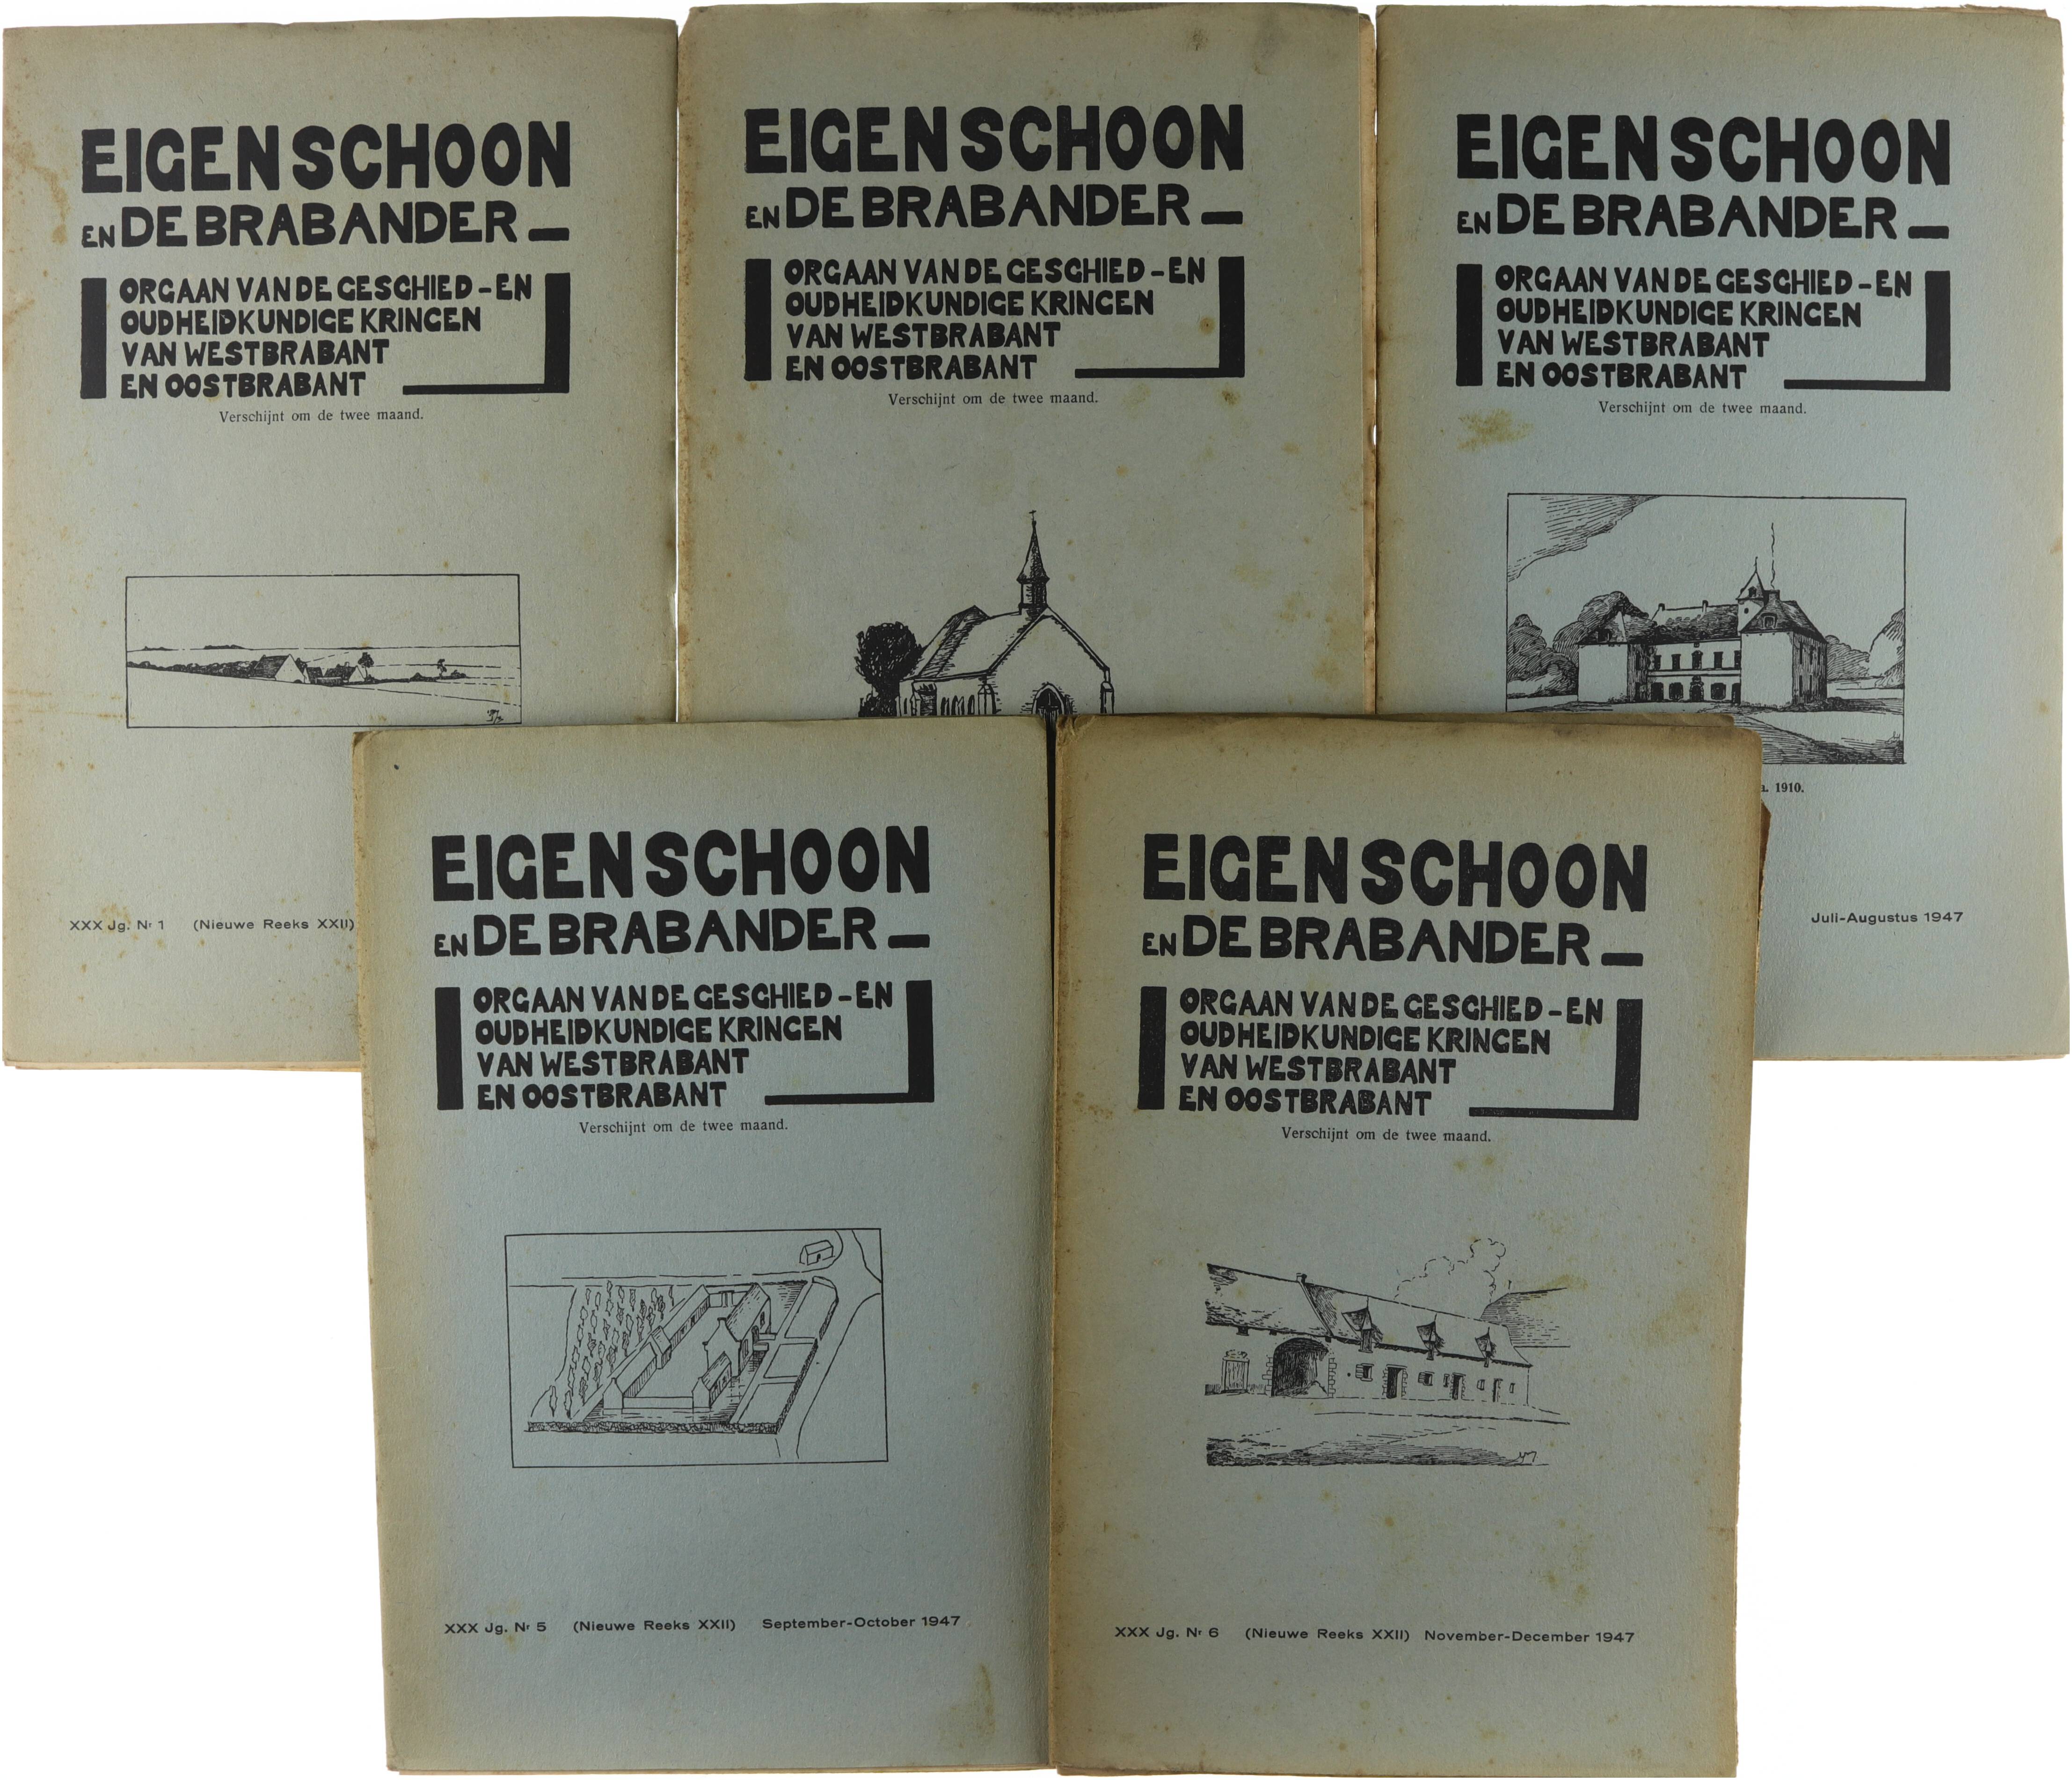 EIGEN SCHOON
EN DE BRABANDER
ORGAAN VAN DE GESCHIED-EN
OUDHEIDKUNDIGE KRINGEN
VAN WESTBRABANT
EN OOSTBRABANT
Verschijnt om de twee maand.
XXX Jg. Nr 1 (Nieuwe Reeks XXII)
EIGEN SCHOON
EN DE BRABANDER
ORGAAN VAN DE GESCHIED-EN
OUDHEIDKUNDIGE KRINGEN
VAN WESTBRABANT
EN OOSTBRABANT
Verschijnt om de twee maand.
EIGEN SCHOON
EN DE BRABANDER
ORGAAN VAN DE GESCHIED-EN
OUDHEIDKUNDIGE KRINGEN
VAN WESTBRABANT
EN OOSTBRABANT
Verschijnt om de twee maand.
1910.
Juli-Augustus 1947
EIGEN SCHOON
EN DE BRABANDER
ORGAAN VAN DE GESCHIED-EN
OUDHEIDKUNDIGE KRINGEN
VAN WESTBRABANT
EN OOSTBRABANT
Verschijnt om de twee maand.
XXX Jg. Nr 5 (Nieuwe Reeks XXII) September-October 1947
EIGEN SCHOON
EN DE BRABANDER
ORGAAN VAN DE GESCHIED-EN
OUDHEIDKUNDIGE KRINGEN
VAN WESTBRABANT
EN OOSTBRABANT
Verschijnt om de twee maand.
XXX Jg. Nr 6 (Nieuwe Reeks XXII) November-December 1947